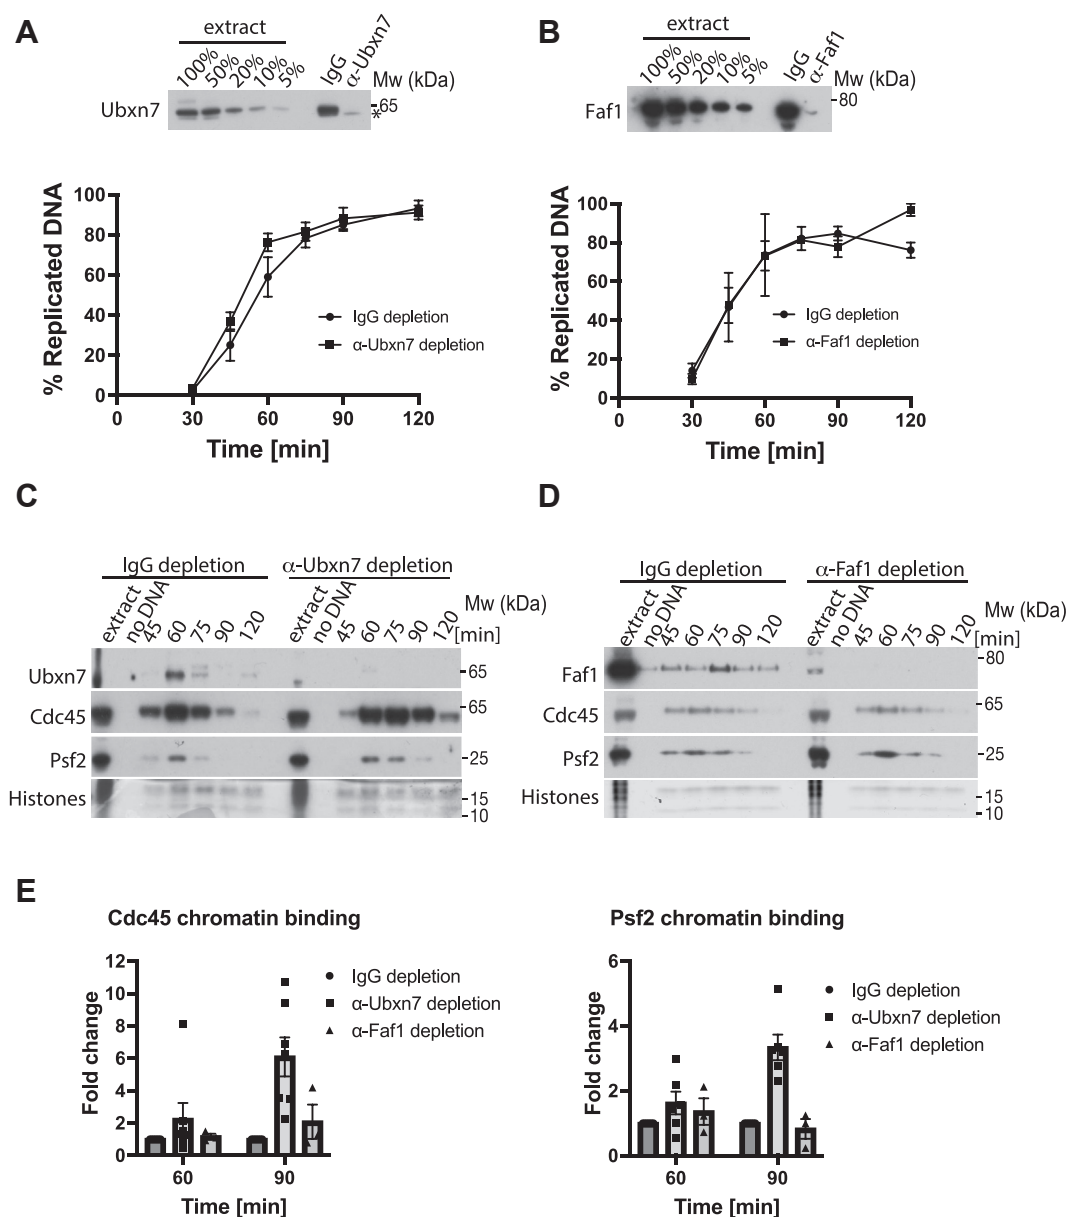 A
extract
100% 50% 20% 10% 5% IgG α-Ubxn7 Mw (kDa)
Ubxn7
-65
*
% Replicated DNA
100
80
60
40
20
0
IgG depletion
α-Ubxn7 depletion
0 30 60 90 120
Time [min]
B
extract
100% 50% 20% 10% 5% IgG α-Faf1 Mw (kDa)
Faf1
-80
% Replicated DNA
100
80
60
40
20
0
IgG depletion
α-Faf1 depletion
0 30 60 90 120
Time [min]
C
IgG depletion α-Ubxn7 depletion
extract no DNA 45 60 75 90 120 extract no DNA 45 60 75 90 120 [min]
Mw (kDa)
Ubxn7 -65
Cdc45 -65
Psf2 -25
Histones -15
-10
D
IgG depletion α-Faf1 depletion
extract no DNA 45 60 75 90 120 extract no DNA 45 60 75 90 120 [min]
Mw (kDa)
Faf1 -80
Cdc45 -65
Psf2 -25
Histones -15
-10
E
Cdc45 chromatin binding
Fold change
12
10
8
6
4
2
0
IgG depletion
α-Ubxn7 depletion
α-Faf1 depletion
60 90
Time [min]
Psf2 chromatin binding
Fold change
6
4
2
0
IgG depletion
α-Ubxn7 depletion
α-Faf1 depletion
60 90
Time [min]